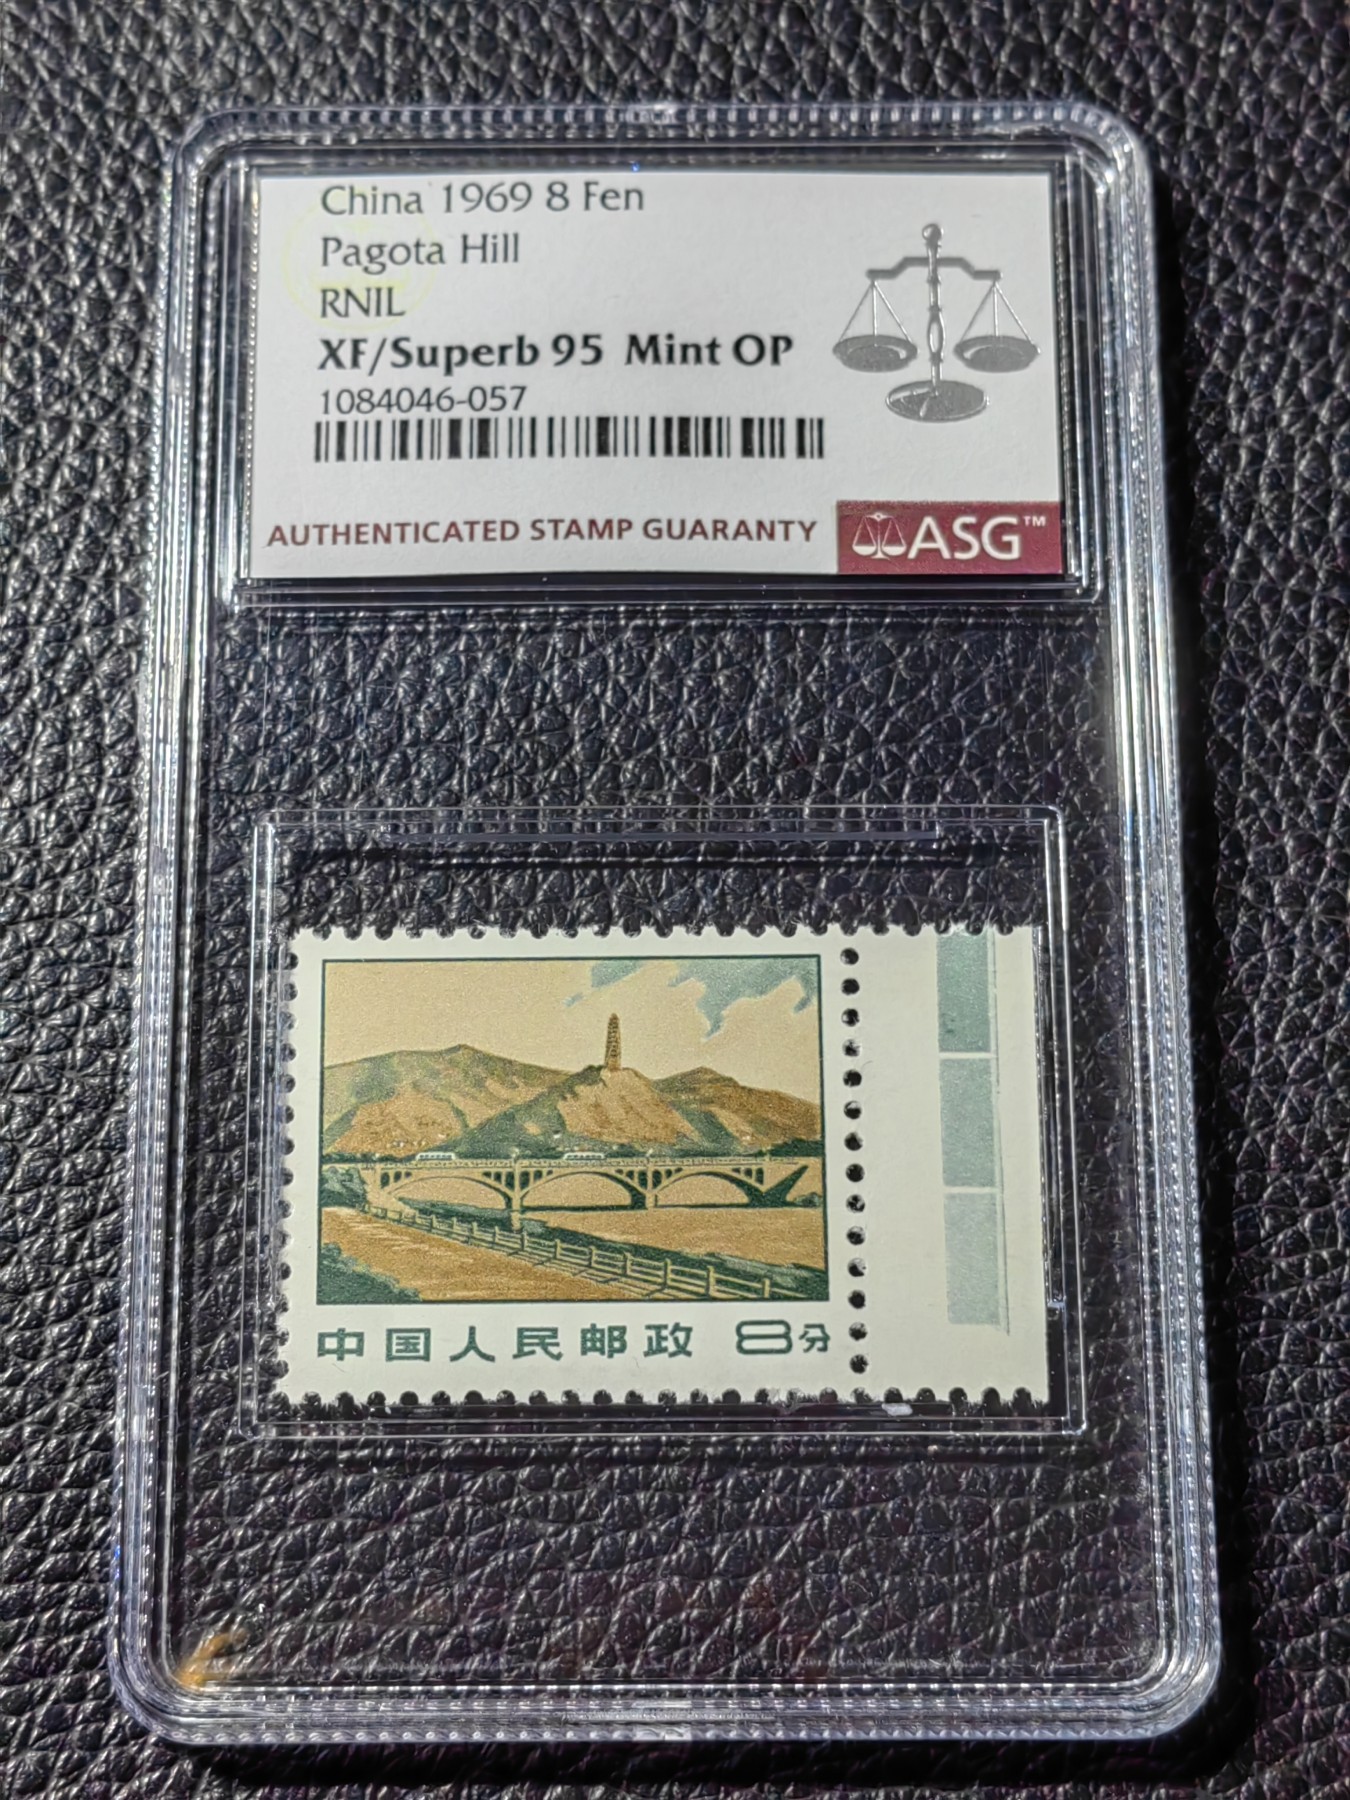 China 1969 8 Fen
Pagota Hill
RNIL
XF/Superb 95 Mint OP
1084046-057
AUTHENTICATED STAMP GUARANTY
ASG™
中国人民邮政 8分